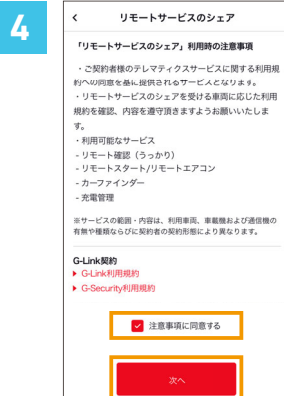 4
リモートサービスのシェア
「リモートサービスのシェア」利用時の注意事項
・ご契約者様のテレマティクスサービスに関する利用規
約への同意を基に提供されるサービスとなります。
・リモートサービスのシェアを受ける車両に応じた利用
規約を確認、内容を遵守頂きますようお願いいたしま
す。
・利用可能なサービス
- リモート確認（うっかり）
- リモートスタート/リモートエアコン
- カーファインダー
- 充電管理
※サービスの範囲・内容は、利用車両、車載機および通信機の
有無や種類ならびに契約者の契約形態により異なります。
G-Link契約
G-Link利用規約
G-Security利用規約
注意事項に同意する
次へ